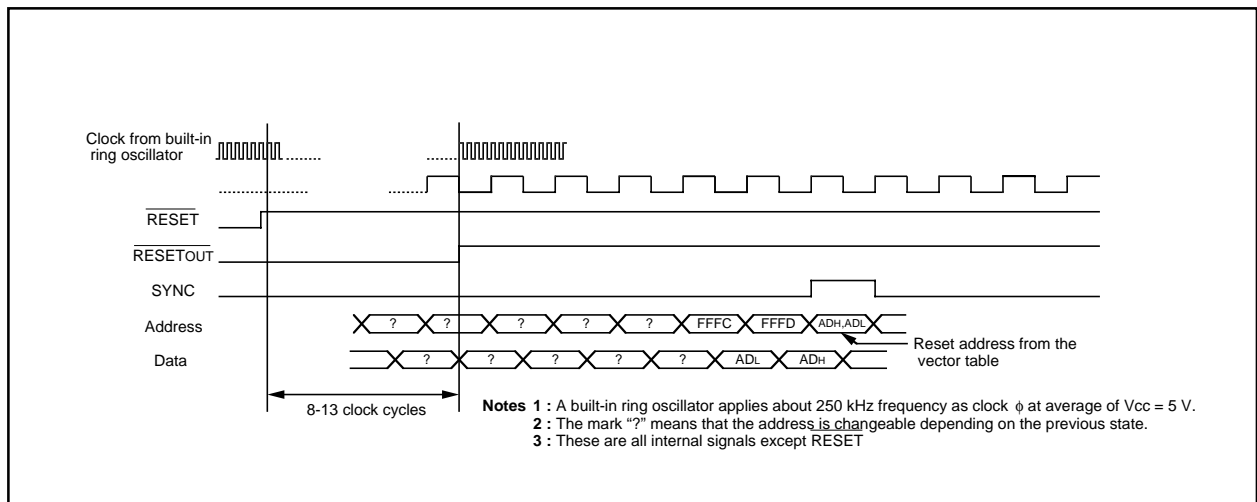 Clock from built-in
ring oscillator
RESET
RESETOUT
SYNC
Address
? ? ? ? ? FFFC FFFD ADH,ADL
Reset address from the
vector table
Data
? ? ? ? ? ADL ADH
8-13 clock cycles
Notes 1 : A built-in ring oscillator applies about 250 kHz frequency as clock ϕ at average of Vcc = 5 V.
2 : The mark “?” means that the address is changeable depending on the previous state.
3 : These are all internal signals except RESET